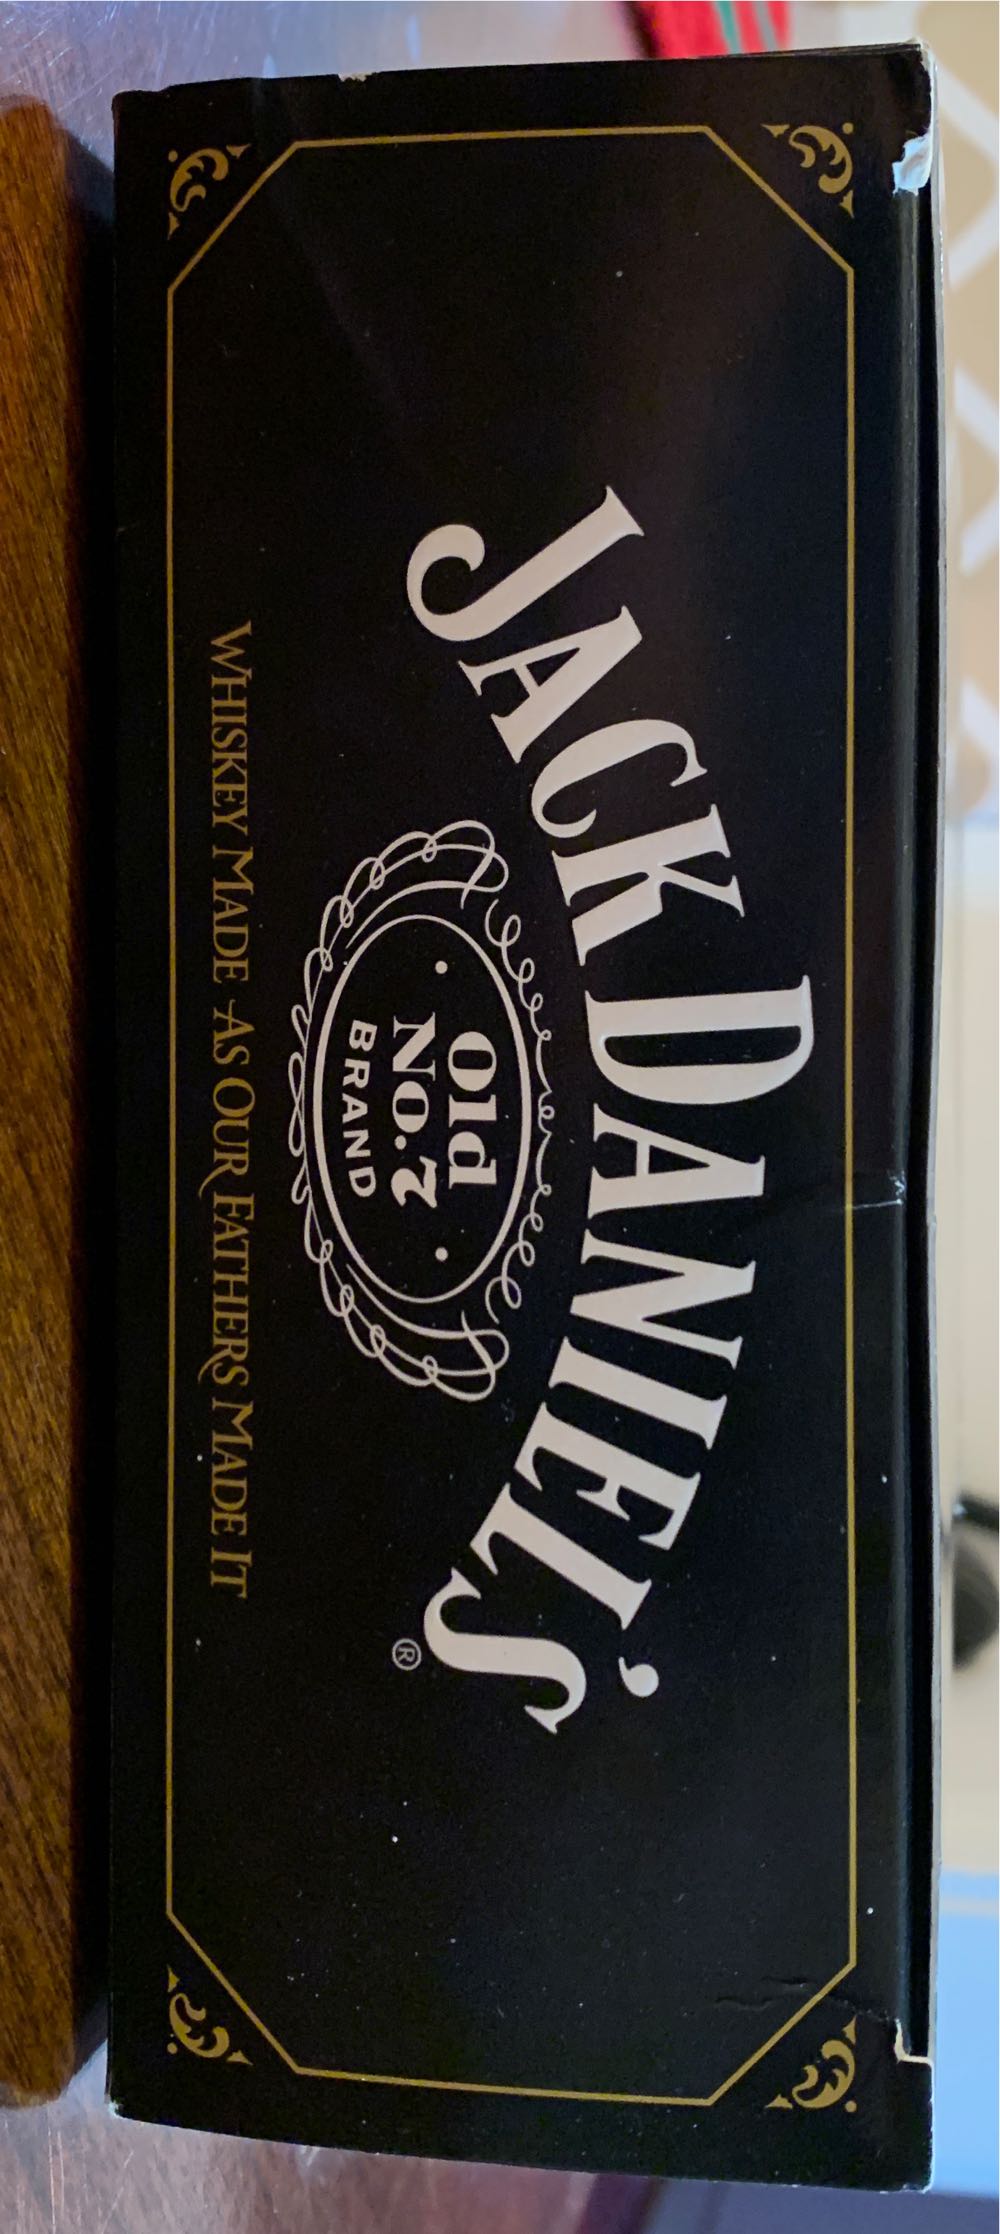 JACK DANIEL'S®
Old
NO. 7
BRAND
WHISKEY MADE AS OUR FATHERS MADE IT